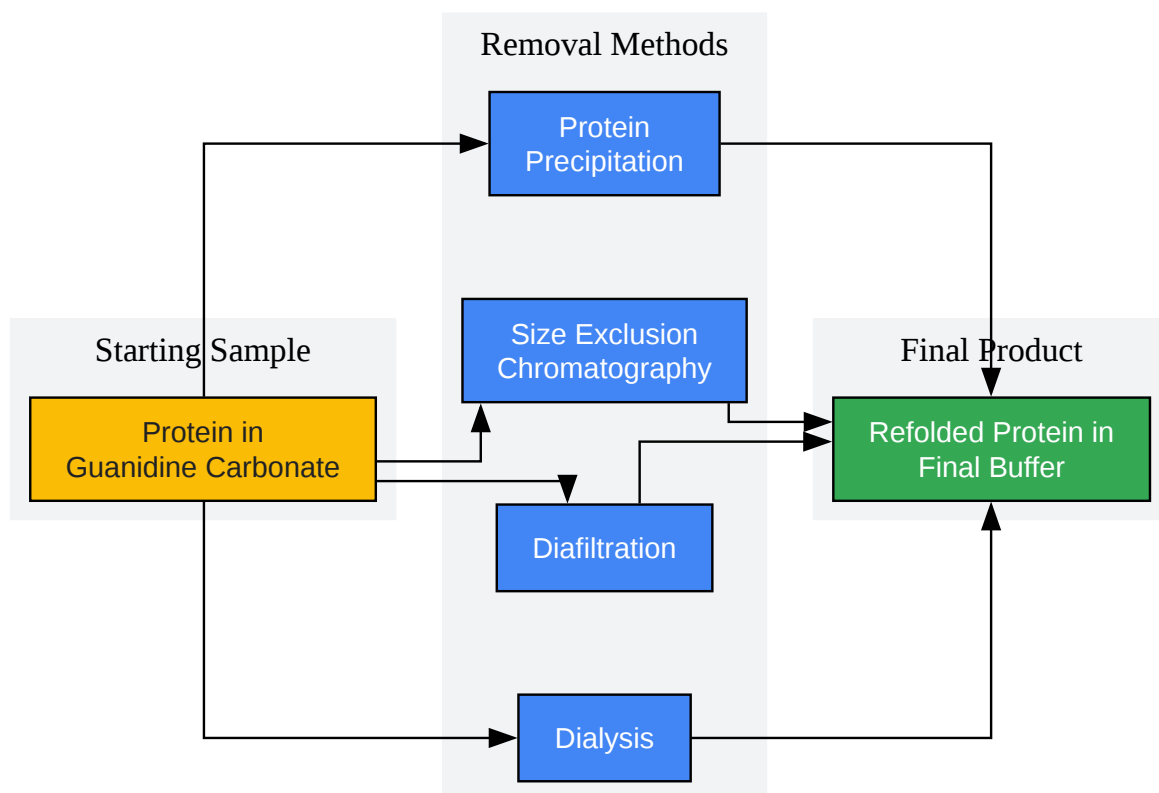 Removal Methods
Protein
Precipitation
Size Exclusion
Chromatography
Starting Sample
Protein in
Guanidine Carbonate
Final Product
Refolded Protein in
Final Buffer
Diafiltration
Dialysis